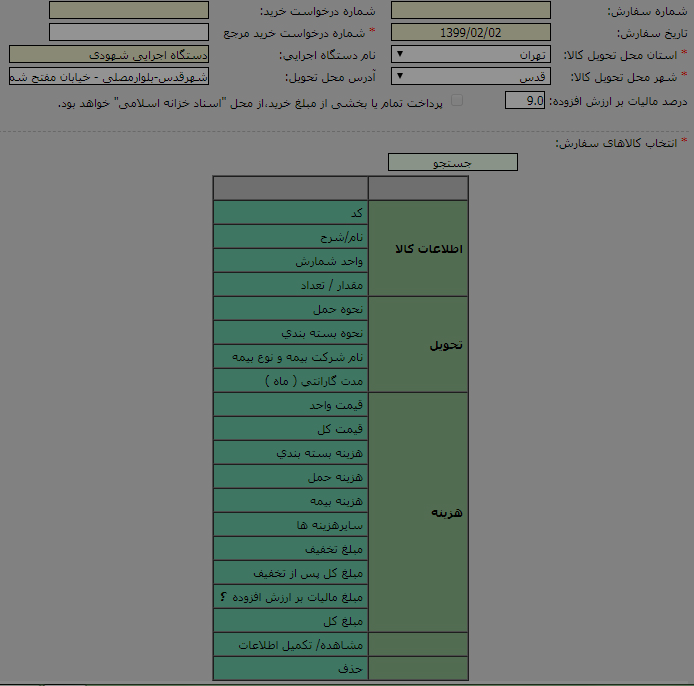 شماره سفارش: شماره درخواست خرید:
تاریخ سفارش: 1399/02/02 * شماره درخواست خرید مرجع
* استان محل تحویل کالا: تهران نام دستگاه اجرایی: دستگاه اجرایی شهودی
* شهر محل تحویل کالا: قدس آدرس محل تحویل: شهرقدس-بلوارمصلی - خیابان مفتح شم
درصد مالیات بر ارزش افزوده: 9.0 پرداخت تمام یا بخشی از مبلغ خرید،از محل "اسناد خزانه اسلامی" خواهد بود.
* انتخاب کالاهای سفارش:
جستجو
اطلاعات کالا
کد
نام/شرح
واحد شمارش
مقدار / تعداد
تحویل
نحوه حمل
نحوه بسته بندي
نام شرکت بیمه و نوع بیمه
مدت گارانتی ( ماه )
هزینه
قیمت واحد
قیمت کل
هزینه بسته بندي
هزینه حمل
هزینه بیمه
سایرهزینه ها
مبلغ تخفیف
مبلغ کل پس از تخفیف
مبلغ مالیات بر ارزش افزوده ؟
مبلغ کل
مشاهده/ تکمیل اطلاعات
حذف